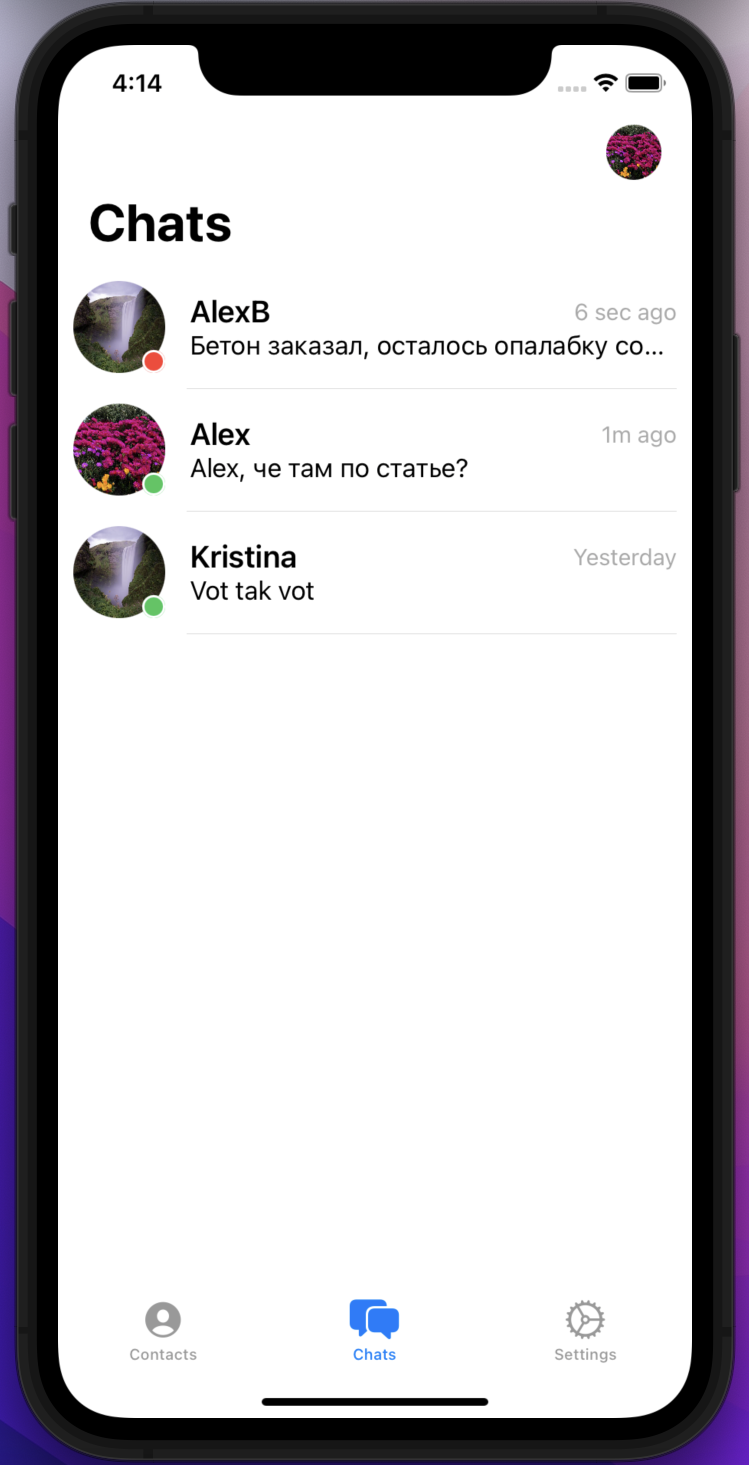 4:14
Chats
AlexB
6 sec ago
Бетон заказал, осталось опалабку со...
Alex
1m ago
Alex, че там по статье?
Kristina
Yesterday
Vot tak vot
Contacts
Chats
Settings